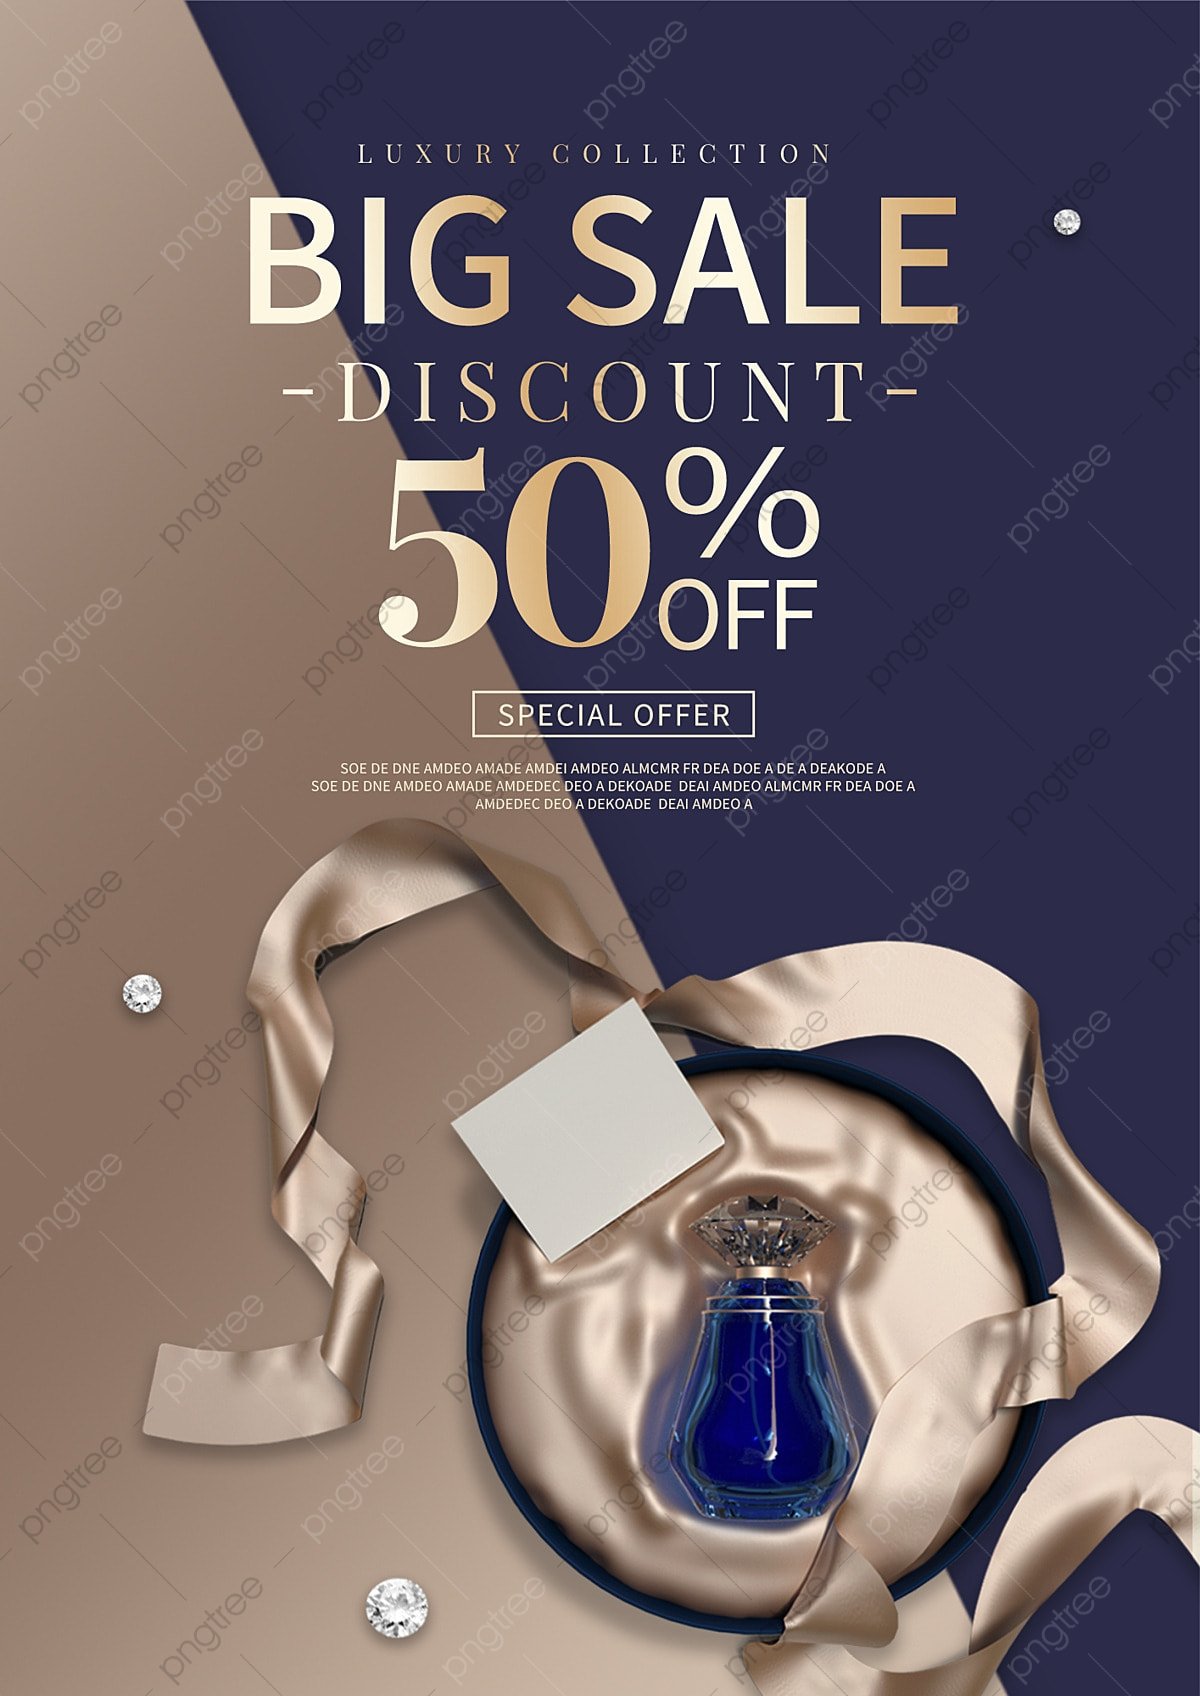 LUXURY COLLECTION
BIG SALE
-DISCOUNT-
50%
OFF
SPECIAL OFFER
SOE DE DNE AMDEO AMADE AMDEI AMDEO ALMCMR FR DEA DOE A DE A DEAKODE A
SOE DE DNE AMDEO AMADE AMDEDEC DEO A DEKOADE  DEAI AMDEO ALMCMR FR DEA DOE A
AMDEDEC DEO A DEKOADE  DEAI AMDEO A
pngtree